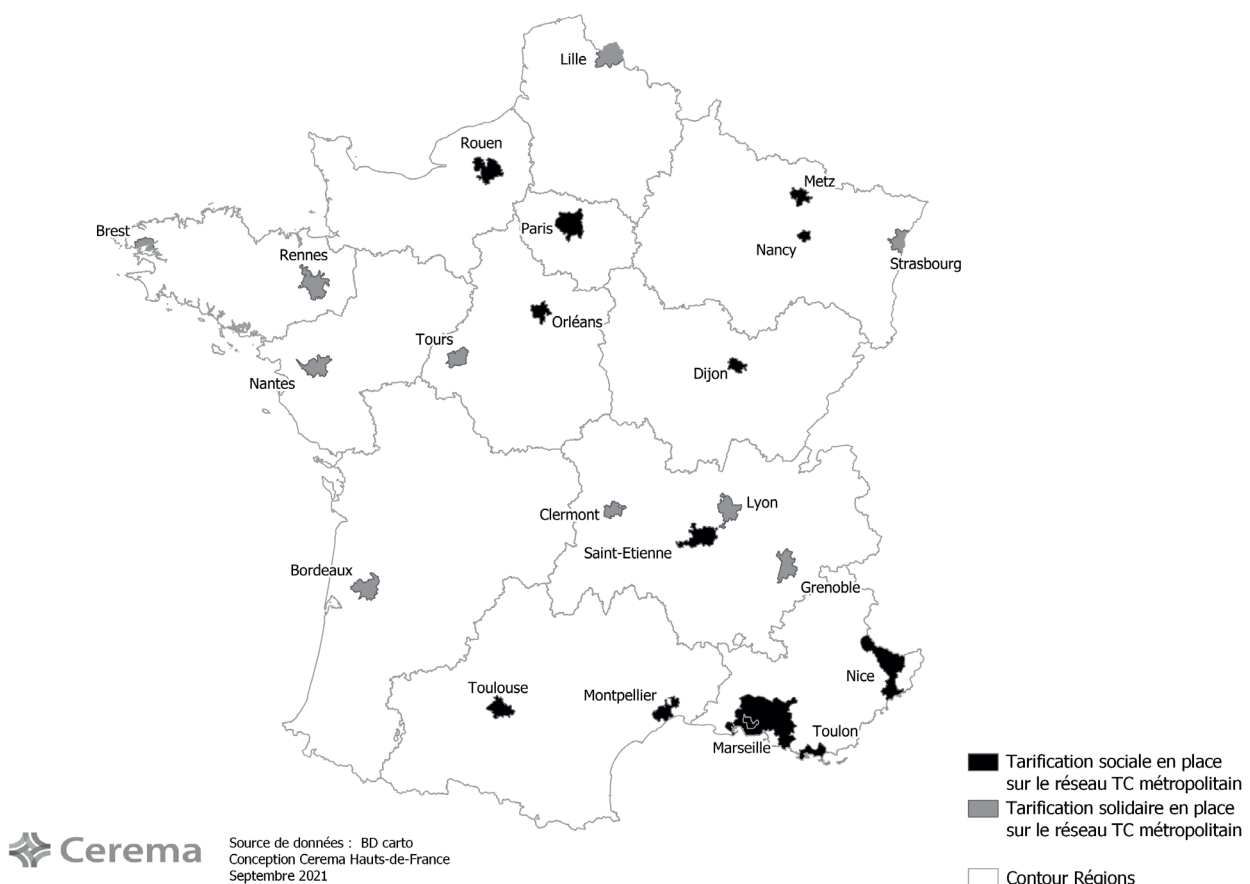 Lille
Rouen
Metz
Paris
Brest
Nancy
Rennes
Strasbourg
Orléans
Tours
Dijon
Nantes
Lyon
Clermont
Saint-Etienne
Bordeaux
Grenoble
Nice
Toulouse
Montpellier
Toulon
Marseille
Tarification sociale en place
sur le réseau TC métropolitain
Tarification solidaire en place
sur le réseau TC métropolitain
Contour Régions
Cerema
Source de données : BD carto
Conception Cerema Hauts-de-France
Septembre 2021